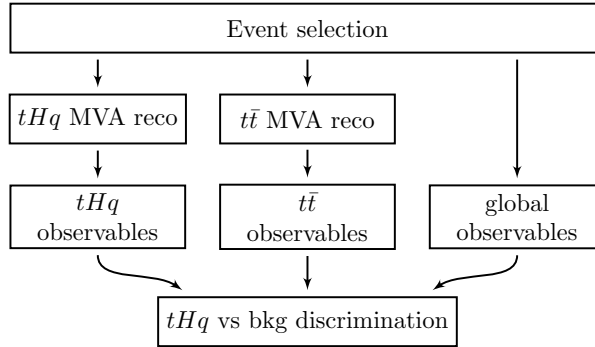 Event selection
tHq MVA reco
tt̄ MVA reco
tHq
observables
tt̄
observables
global
observables
tHq vs bkg discrimination